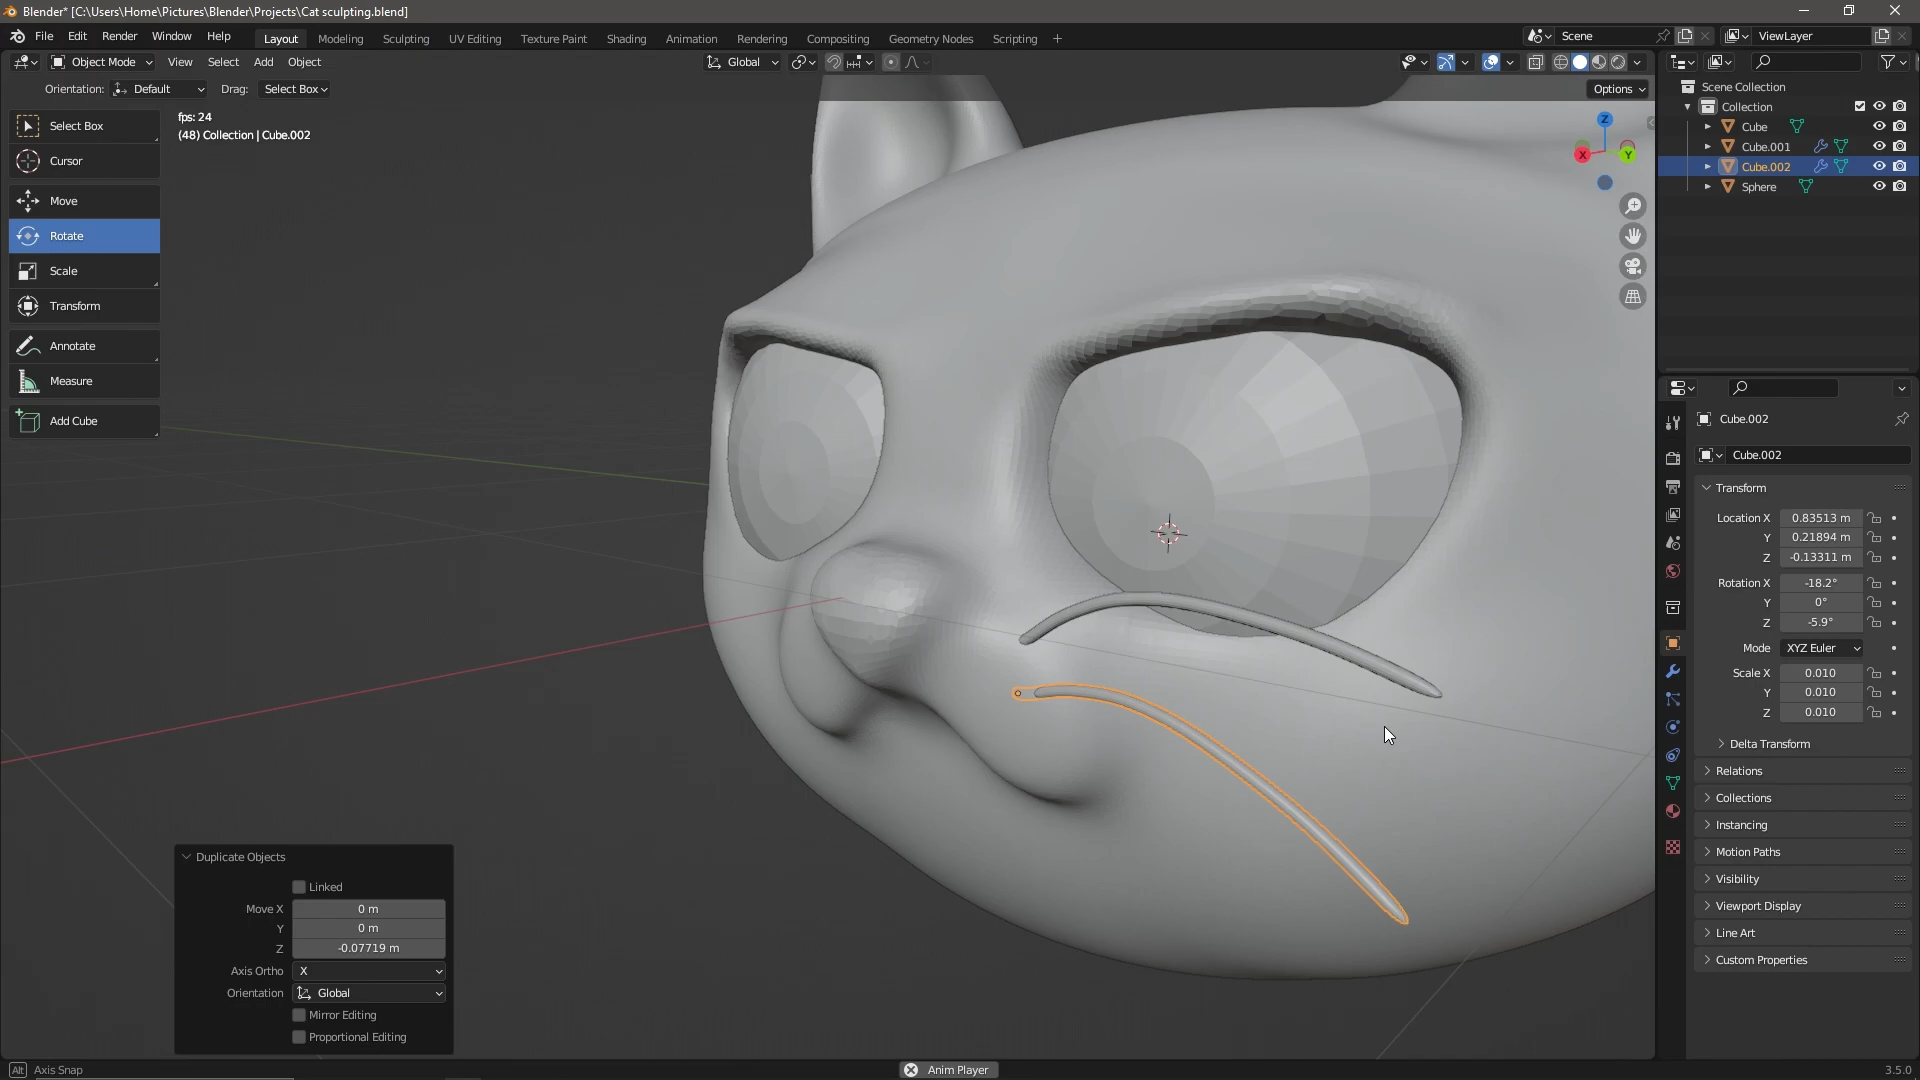 Blender* [C:\Users\Home\Pictures\Blender\Projects\Cat sculpting.blend]
File Edit Render Window Help Layout Modeling Sculpting UV Editing Texture Paint Shading Animation Rendering Compositing Geometry Nodes Scripting + Scene ViewLayer
Object Mode View Select Add Object Global
Orientation: Default Drag: Select Box Options
Select Box
Cursor
Move
Rotate
Scale
Transform
Annotate
Measure
Add Cube
fps: 24
(48) Collection | Cube.002
Z
X
Y
Scene Collection
Collection
Cube
Cube.001
Cube.002
Sphere
Cube.002
Cube.002
Transform
Location X 0.83513 m
Y 0.21894 m
Z -0.13311 m
Rotation X -18.2°
Y 0°
Z -5.9°
Mode XYZ Euler
Scale X 0.010
Y 0.010
Z 0.010
Delta Transform
Relations
Collections
Instancing
Motion Paths
Visibility
Viewport Display
Line Art
Custom Properties
Duplicate Objects
Linked
Move X 0 m
Y 0 m
Z -0.07719 m
Axis Ortho X
Orientation Global
Mirror Editing
Proportional Editing
Alt Axis Snap
Anim Player
3.5.0